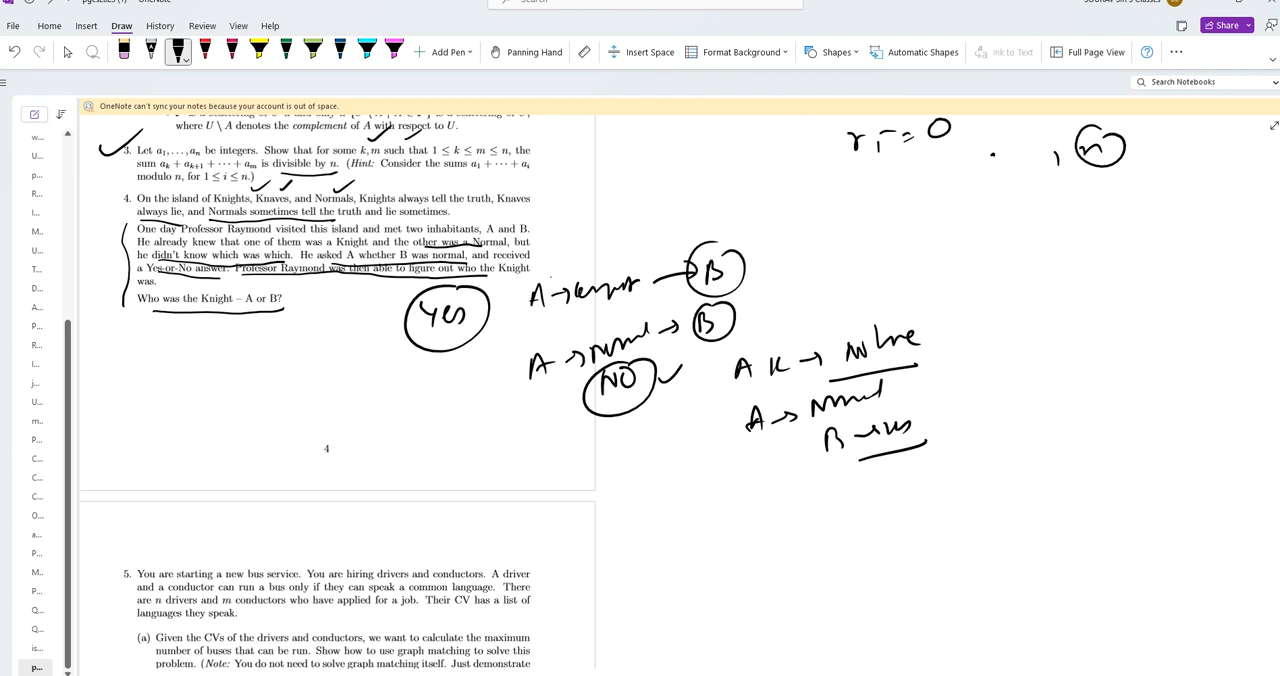 File Home Insert Draw History Review View Help
Share
Add Pen Panning Hand Insert Space Format Background Shapes Automatic Shapes Ink to Text Full Page View
Search Notebooks
OneNote can't sync your notes because your account is out of space.
where U \ A denotes the complement of A with respect to U.
3. Let a₁, . . . , aₙ be integers. Show that for some k, m such that 1 ≤ k ≤ m ≤ n, the
sum aₖ + aₖ₊₁ + · · · + aₘ is divisible by n. (Hint: Consider the sums a₁ + · · · + aᵢ
modulo n, for 1 ≤ i ≤ n.)
4. On the island of Knights, Knaves, and Normals, Knights always tell the truth, Knaves
always lie, and Normals sometimes tell the truth and lie sometimes.
One day Professor Raymond visited this island and met two inhabitants, A and B.
He already knew that one of them was a Knight and the other was a Normal, but
he didn't know which was which. He asked A whether B was normal, and received
a Yes-or-No answer. Professor Raymond was then able to figure out who the Knight
was.
Who was the Knight – A or B?
4
5. You are starting a new bus service. You are hiring drivers and conductors. A driver
and a conductor can run a bus only if they can speak a common language. There
are n drivers and m conductors who have applied for a job. Their CV has a list of
languages they speak.
(a) Given the CVs of the drivers and conductors, we want to calculate the maximum
number of buses that can be run. Show how to use graph matching to solve this
problem. (Note: You do not need to solve graph matching itself. Just demonstrate
= 0
, n
Yes
A → → B
A → → B
NO
A K →
A →
B →
w...
U...
p...
R...
I...
M...
T...
D...
A...
P...
r...
j...
U...
m...
P...
C...
C...
C...
O...
a...
P...
M...
P...
Q...
Q...
is...
p...